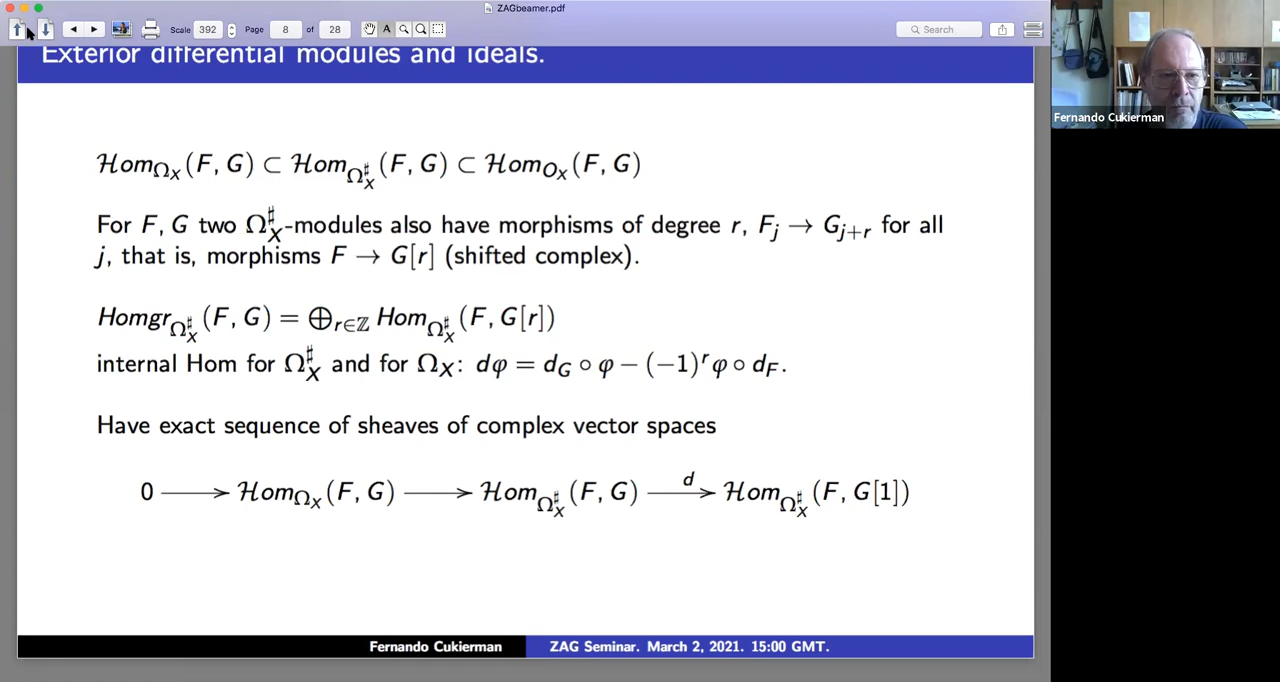 ZAGbeamer.pdf
Scale 392 Page 8 of 28 A Search
Exterior differential modules and ideals.
Fernando Cukierman
ℋom_{Ω_X}(F, G) ⊂ ℋom_{Ω_X^♯}(F, G) ⊂ ℋom_{O_X}(F, G)
For F, G two Ω_X^♯-modules also have morphisms of degree r, F_j → G_{j+r} for all
j, that is, morphisms F → G[r] (shifted complex).
Homgr_{Ω_X^♯}(F, G) = ⊕_{r∈ℤ} Hom_{Ω_X^♯}(F, G[r])
internal Hom for Ω_X^♯ and for Ω_X: dφ = d_G ∘ φ − (−1)^r φ ∘ d_F.
Have exact sequence of sheaves of complex vector spaces
0 ⟶ ℋom_{Ω_X}(F, G) ⟶ ℋom_{Ω_X^♯}(F, G) ⟶^d ℋom_{Ω_X^♯}(F, G[1])
Fernando Cukierman ZAG Seminar. March 2, 2021. 15:00 GMT.